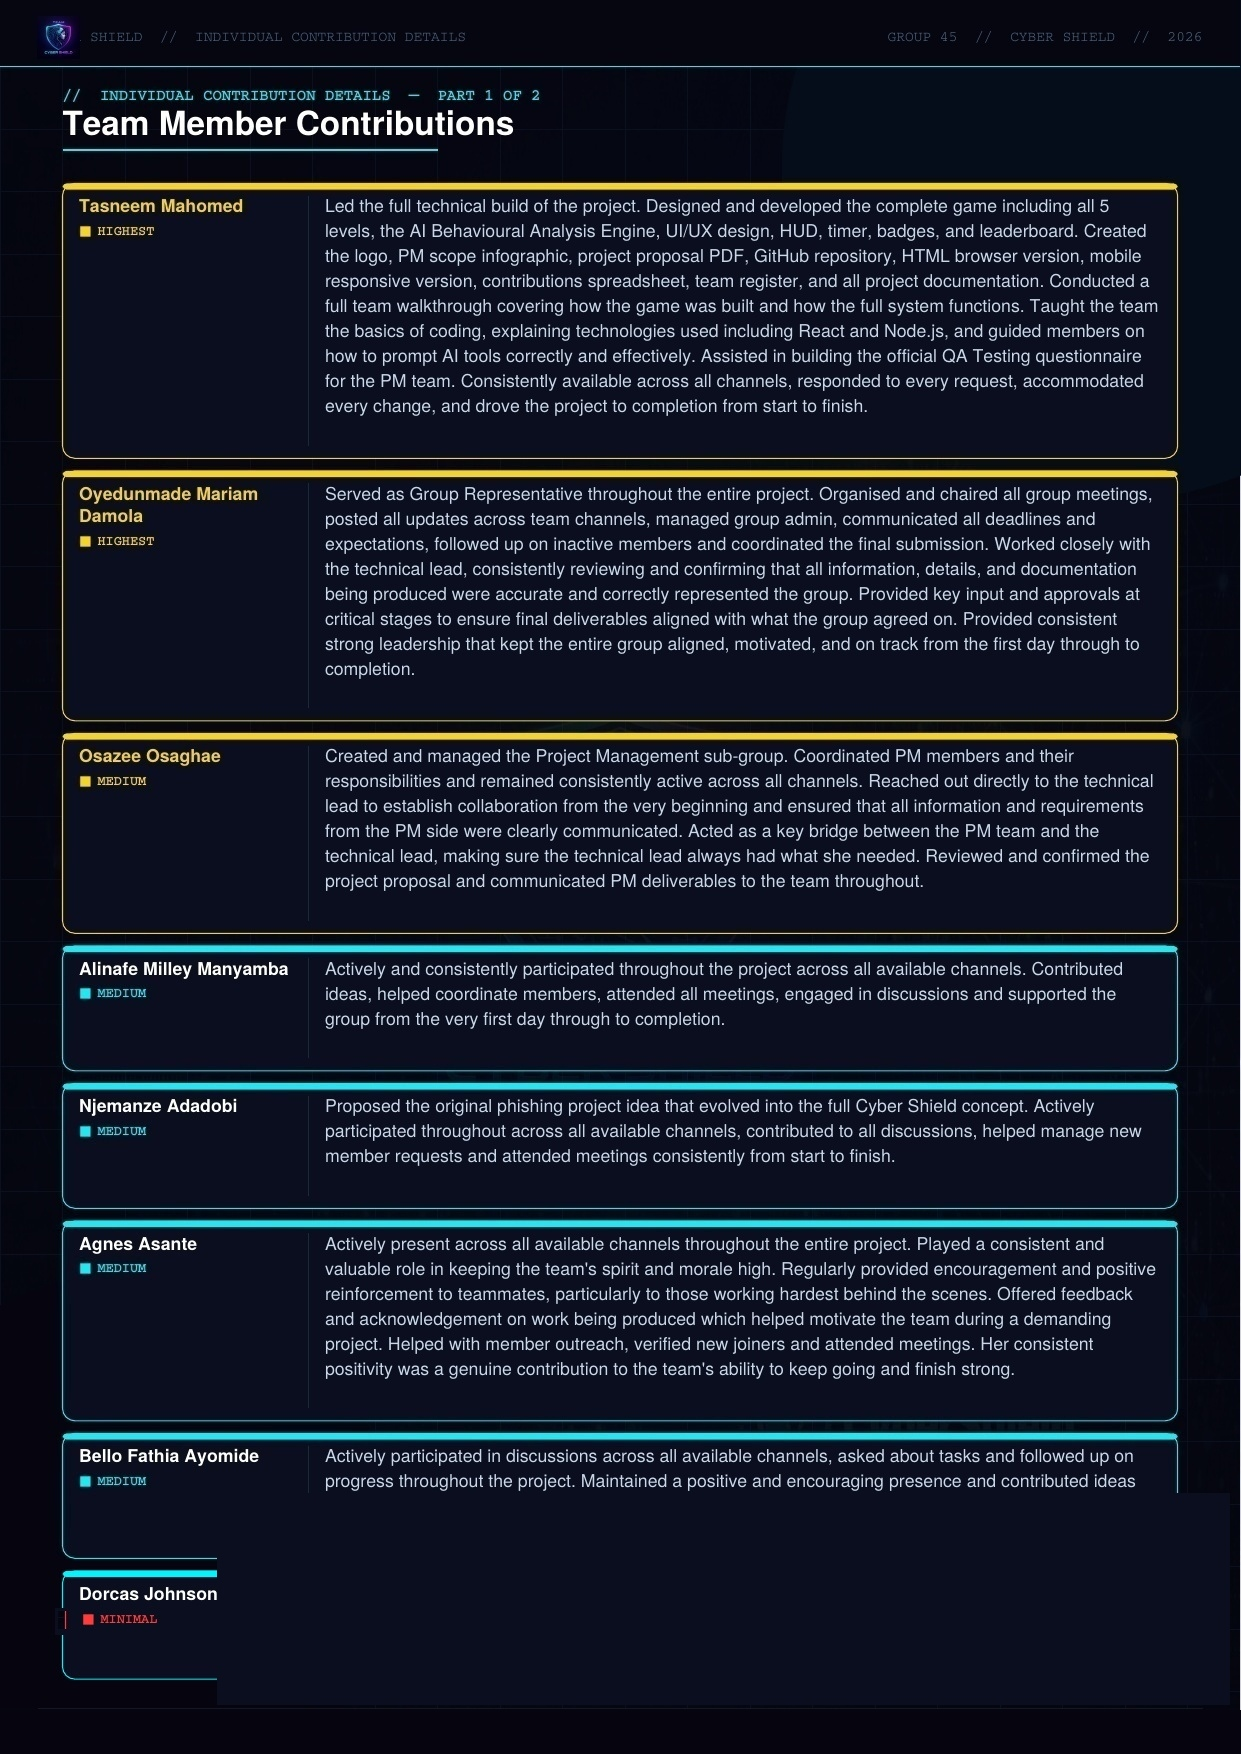 SHIELD // INDIVIDUAL CONTRIBUTION DETAILS
GROUP 45 // CYBER SHIELD // 2026
// INDIVIDUAL CONTRIBUTION DETAILS — PART 1 OF 2
Team Member Contributions
Tasneem Mahomed
HIGHEST
Led the full technical build of the project. Designed and developed the complete game including all 5
levels, the AI Behavioural Analysis Engine, UI/UX design, HUD, timer, badges, and leaderboard. Created
the logo, PM scope infographic, project proposal PDF, GitHub repository, HTML browser version, mobile
responsive version, contributions spreadsheet, team register, and all project documentation. Conducted a
full team walkthrough covering how the game was built and how the full system functions. Taught the team
the basics of coding, explaining technologies used including React and Node.js, and guided members on
how to prompt AI tools correctly and effectively. Assisted in building the official QA Testing questionnaire
for the PM team. Consistently available across all channels, responded to every request, accommodated
every change, and drove the project to completion from start to finish.
Oyedunmade Mariam
Damola
HIGHEST
Served as Group Representative throughout the entire project. Organised and chaired all group meetings,
posted all updates across team channels, managed group admin, communicated all deadlines and
expectations, followed up on inactive members and coordinated the final submission. Worked closely with
the technical lead, consistently reviewing and confirming that all information, details, and documentation
being produced were accurate and correctly represented the group. Provided key input and approvals at
critical stages to ensure final deliverables aligned with what the group agreed on. Provided consistent
strong leadership that kept the entire group aligned, motivated, and on track from the first day through to
completion.
Osazee Osaghae
MEDIUM
Created and managed the Project Management sub-group. Coordinated PM members and their
responsibilities and remained consistently active across all channels. Reached out directly to the technical
lead to establish collaboration from the very beginning and ensured that all information and requirements
from the PM side were clearly communicated. Acted as a key bridge between the PM team and the
technical lead, making sure the technical lead always had what she needed. Reviewed and confirmed the
project proposal and communicated PM deliverables to the team throughout.
Alinafe Milley Manyamba
MEDIUM
Actively and consistently participated throughout the project across all available channels. Contributed
ideas, helped coordinate members, attended all meetings, engaged in discussions and supported the
group from the very first day through to completion.
Njemanze Adadobi
MEDIUM
Proposed the original phishing project idea that evolved into the full Cyber Shield concept. Actively
participated throughout across all available channels, contributed to all discussions, helped manage new
member requests and attended meetings consistently from start to finish.
Agnes Asante
MEDIUM
Actively present across all available channels throughout the entire project. Played a consistent and
valuable role in keeping the team's spirit and morale high. Regularly provided encouragement and positive
reinforcement to teammates, particularly to those working hardest behind the scenes. Offered feedback
and acknowledgement on work being produced which helped motivate the team during a demanding
project. Helped with member outreach, verified new joiners and attended meetings. Her consistent
positivity was a genuine contribution to the team's ability to keep going and finish strong.
Bello Fathia Ayomide
MEDIUM
Actively participated in discussions across all available channels, asked about tasks and followed up on
progress throughout the project. Maintained a positive and encouraging presence and contributed ideas
Dorcas Johnson
MINIMAL